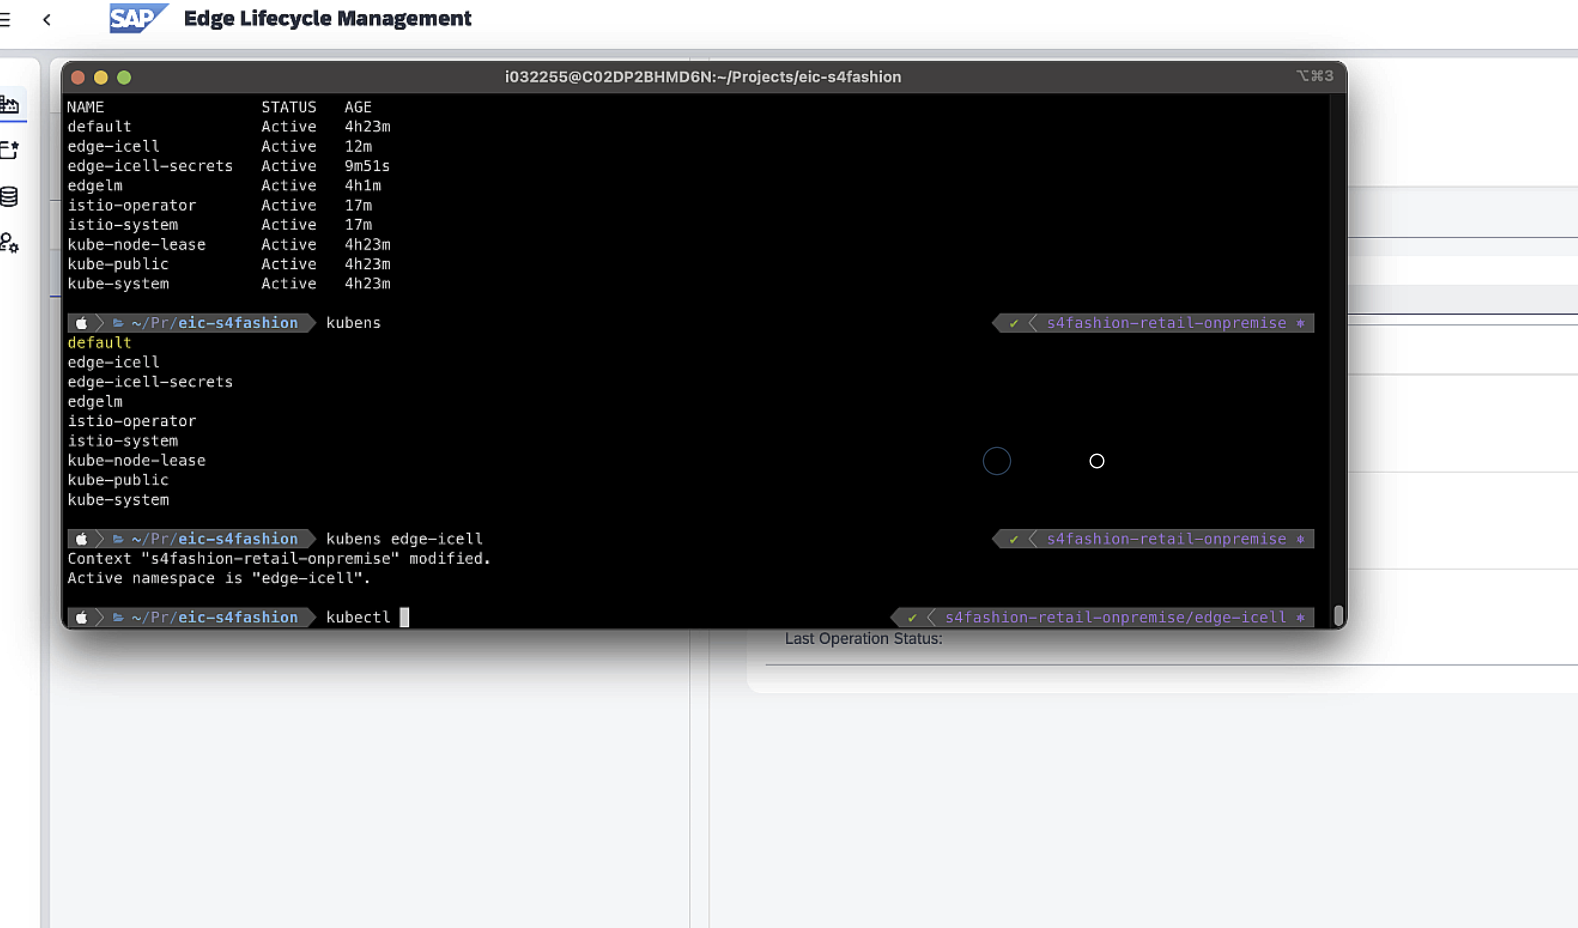 SAP Edge Lifecycle Management
i032255@C02DP2BHMD6N:~/Projects/eic-s4fashion ⌥⌘3
NAME STATUS AGE
default Active 4h23m
edge-icell Active 12m
edge-icell-secrets Active 9m51s
edgelm Active 4h1m
istio-operator Active 17m
istio-system Active 17m
kube-node-lease Active 4h23m
kube-public Active 4h23m
kube-system Active 4h23m
~/Pr/eic-s4fashion kubens ✓ s4fashion-retail-onpremise ⎈
default
edge-icell
edge-icell-secrets
edgelm
istio-operator
istio-system
kube-node-lease
kube-public
kube-system
~/Pr/eic-s4fashion kubens edge-icell ✓ s4fashion-retail-onpremise ⎈
Context "s4fashion-retail-onpremise" modified.
Active namespace is "edge-icell".
~/Pr/eic-s4fashion kubectl ✓ s4fashion-retail-onpremise/edge-icell ⎈
Last Operation Status: